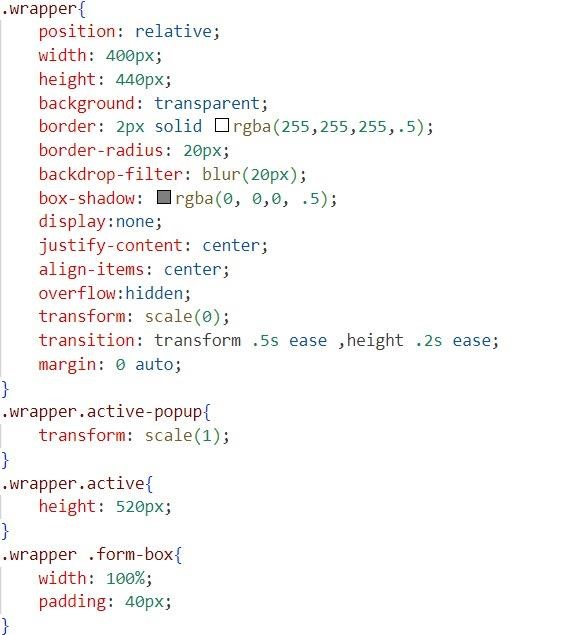 .wrapper{
position: relative;
width: 400px;
height: 440px;
background: transparent;
border: 2px solid rgba(255,255,255,.5);
border-radius: 20px;
backdrop-filter: blur(20px);
box-shadow: rgba(0, 0,0, .5);
display:none;
justify-content: center;
align-items: center;
overflow:hidden;
transform: scale(0);
transition: transform .5s ease ,height .2s ease;
margin: 0 auto;
}
.wrapper.active-popup{
transform: scale(1);
}
.wrapper.active{
height: 520px;
}
.wrapper .form-box{
width: 100%;
padding: 40px;
}